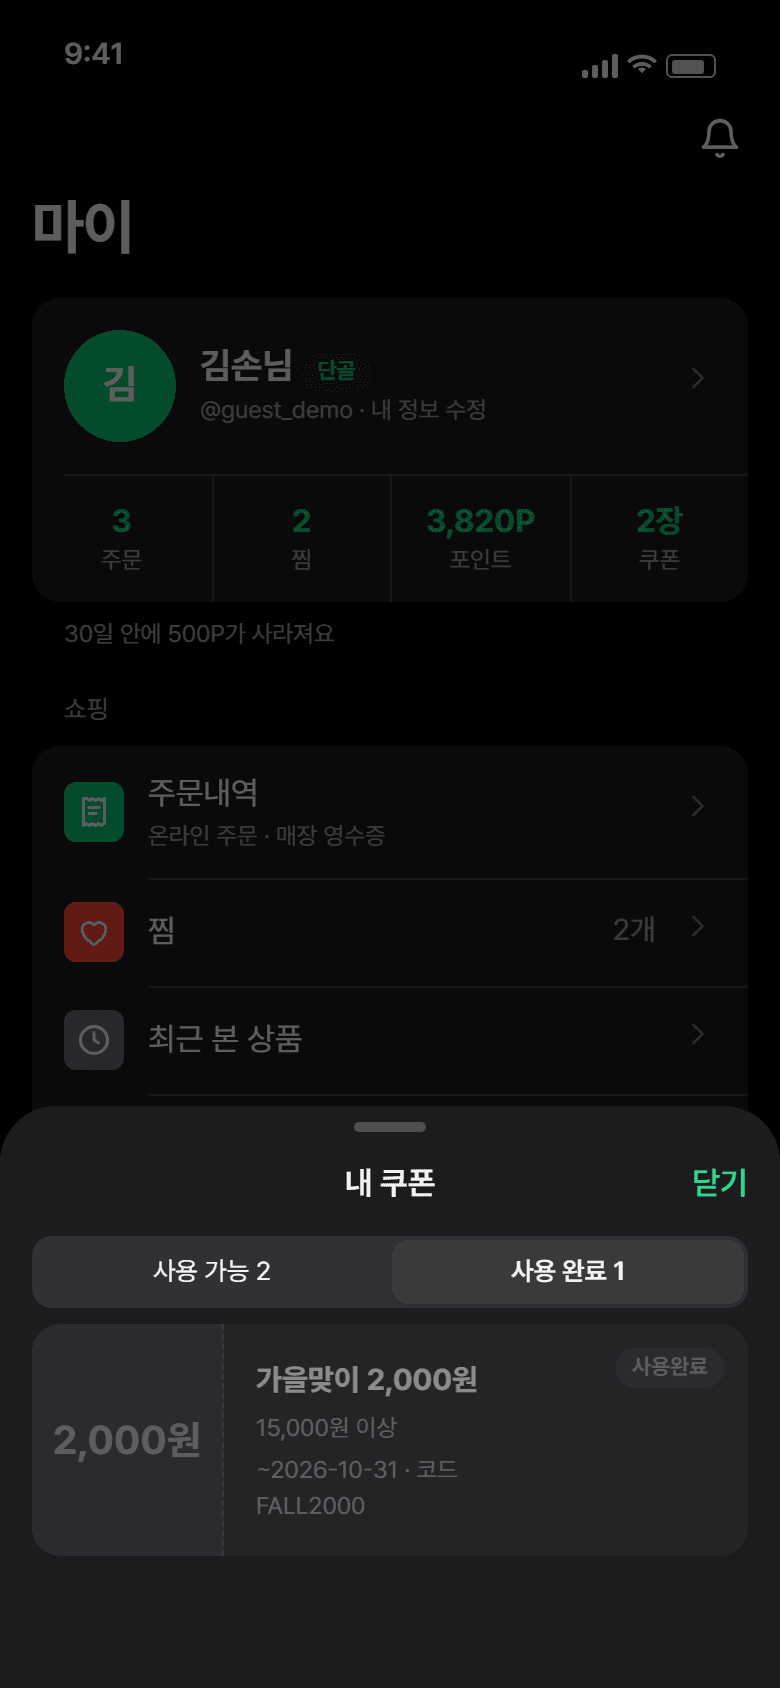 9:41
마이
김
김손님 단골
@guest_demo · 내 정보 수정
3
주문
2
찜
3,820P
포인트
2장
쿠폰
30일 안에 500P가 사라져요
쇼핑
주문내역
온라인 주문 · 매장 영수증
찜 2개
최근 본 상품
내 쿠폰 닫기
사용 가능 2 사용 완료 1
2,000원
가을맞이 2,000원 사용완료
15,000원 이상
~2026-10-31 · 코드
FALL2000